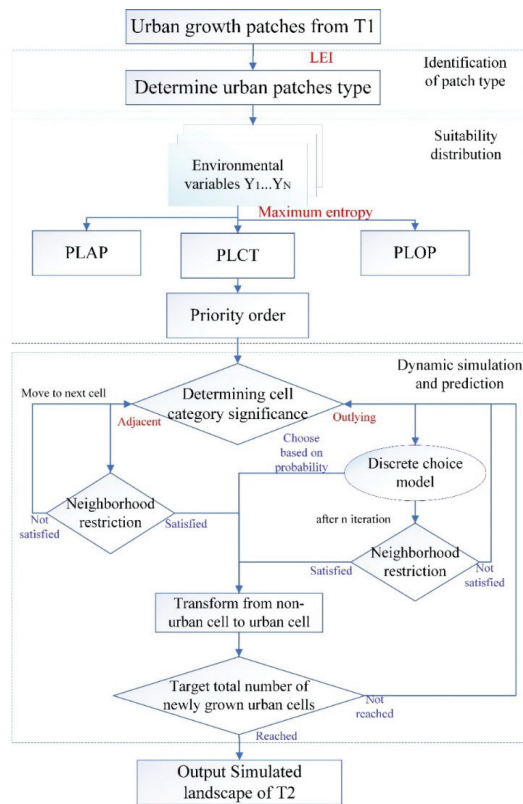 Urban growth patches from T1
LEI
Identification
of patch type
Determine urban patches type
Suitability
distribution
Environmental
variables Y₁...Yₙ
Maximum entropy
PLAP
PLCT
PLOP
Priority order
Dynamic simulation
and prediction
Move to next cell
Determining cell
category significance
Adjacent
Outlying
Choose
based on
probability
Discrete choice
model
Neighborhood
restriction
Not
satisfied
Satisfied
after n iteration
Neighborhood
restriction
Satisfied
Not
satisfied
Transform from non-
urban cell to urban cell
Target total number of
newly grown urban cells
Not
reached
Reached
Output Simulated
landscape of T2